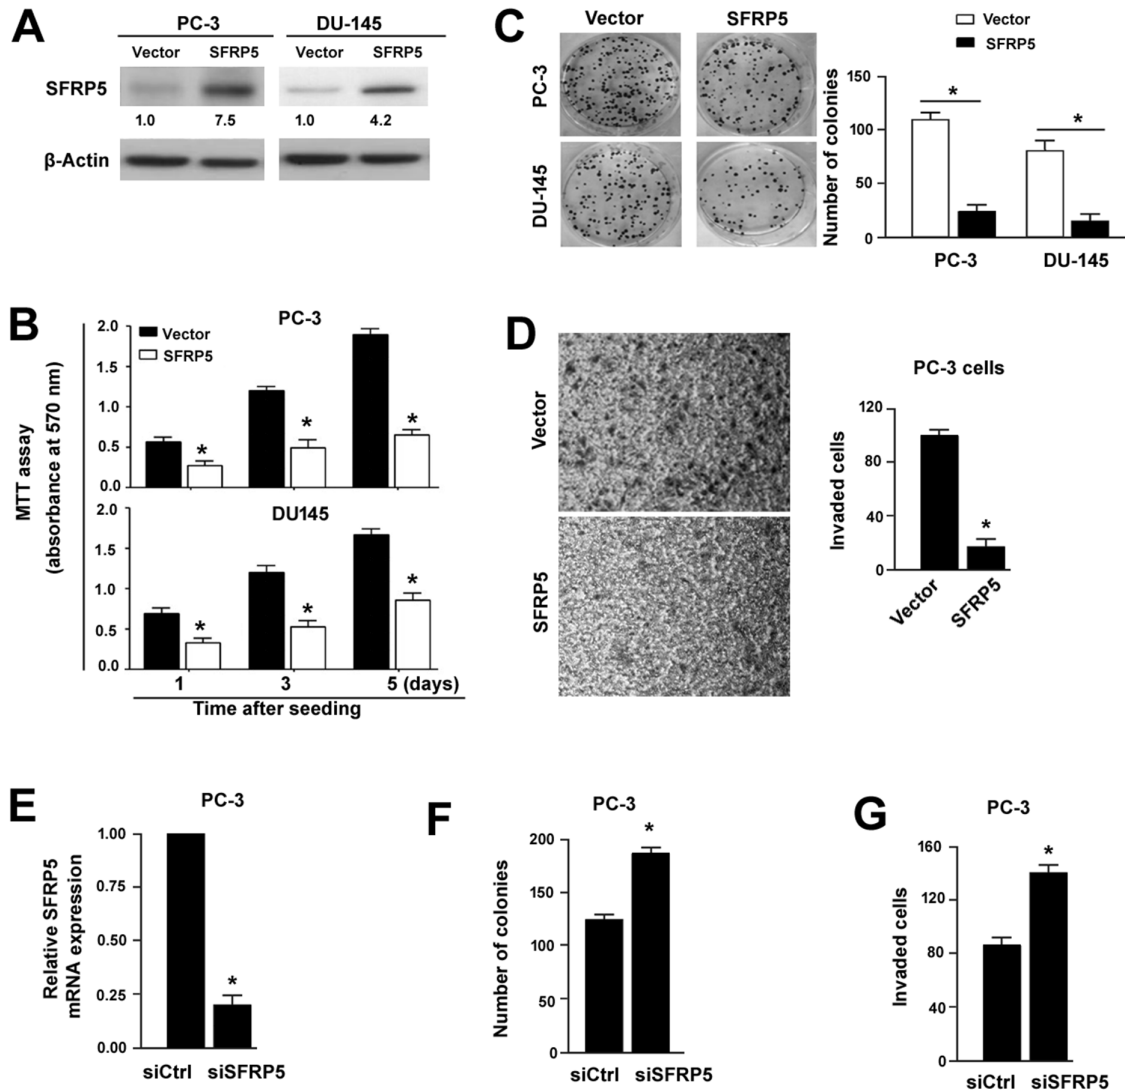 A
PC-3 DU-145
Vector SFRP5 Vector SFRP5
SFRP5
1.0 7.5 1.0 4.2
β-Actin
C
Vector SFRP5
PC-3
DU-145
Vector
SFRP5
Number of colonies
150
100
50
0
* *
PC-3 DU-145
B
MTT assay
(absorbance at 570 nm)
PC-3
Vector
SFRP5
2.0
1.5
1.0
0.5
0.0
* * *
DU145
2.0
1.5
1.0
0.5
0.0
* * *
1 3 5 (days)
Time after seeding
D
Vector
SFRP5
PC-3 cells
Invaded cells
120
80
40
0
*
Vector SFRP5
E
PC-3
Relative SFRP5
mRNA expression
1.00
0.75
0.50
0.25
0.00
*
siCtrl siSFRP5
F
PC-3
Number of colonies
200
150
100
50
0
*
siCtrl siSFRP5
G
PC-3
Invaded cells
160
120
80
40
0
*
siCtrl siSFRP5